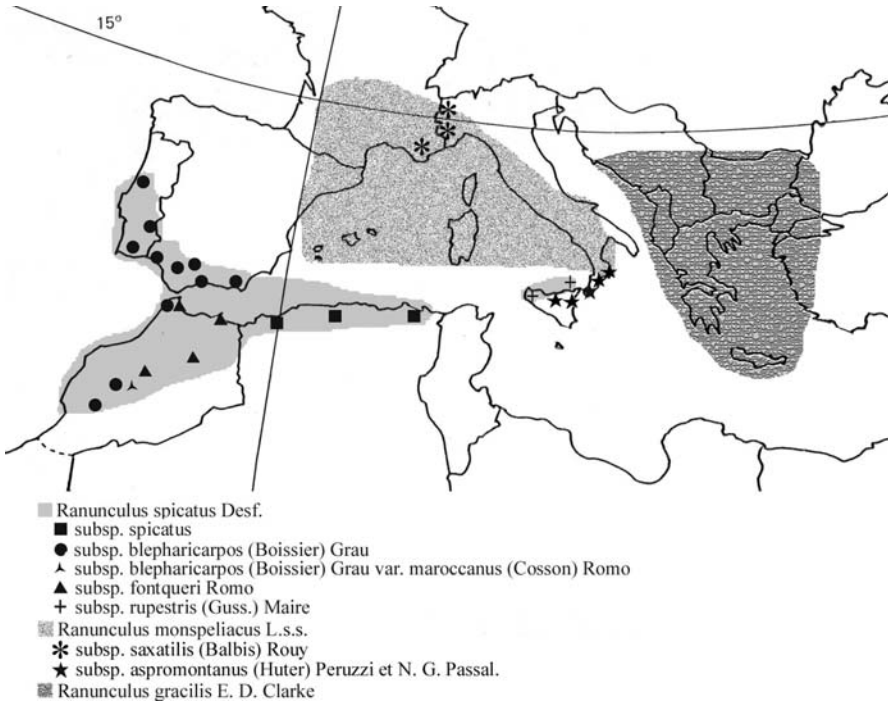 15°
Ranunculus spicatus Desf.
subsp. spicatus
subsp. blepharicarpos (Boissier) Grau
subsp. blepharicarpos (Boissier) Grau var. maroccanus (Cosson) Romo
subsp. fontqueri Romo
subsp. rupestris (Guss.) Maire
Ranunculus monspeliacus L.s.s.
subsp. saxatilis (Balbis) Rouy
subsp. aspromontanus (Huter) Peruzzi et N. G. Passal.
Ranunculus gracilis E. D. Clarke